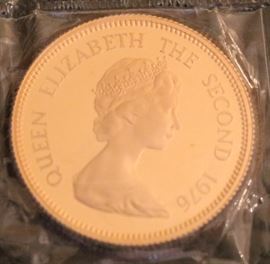 QUEEN ELIZABETH THE SECOND 1976